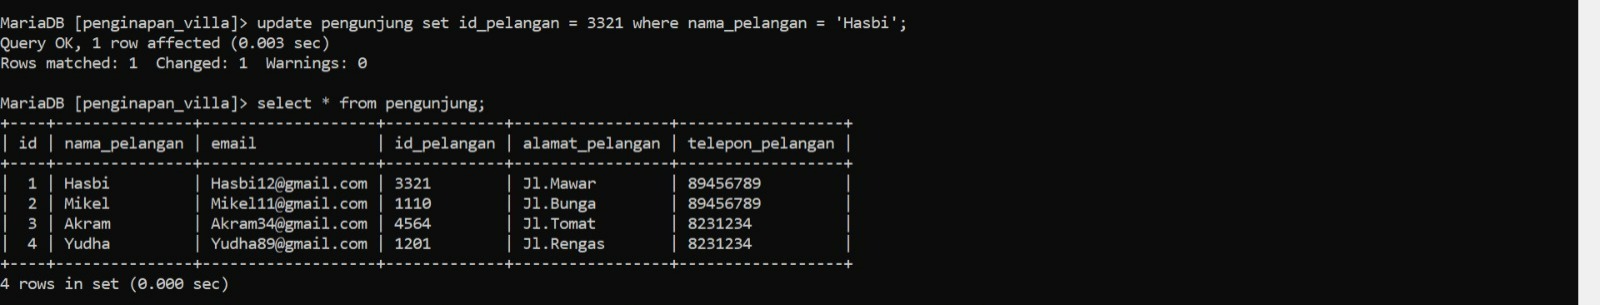 MariaDB [penginapan_villa]> update pengunjung set id_pelangan = 3321 where nama_pelangan = 'Hasbi';
Query OK, 1 row affected (0.003 sec)
Rows matched: 1  Changed: 1  Warnings: 0

MariaDB [penginapan_villa]> select * from pengunjung;
+----+---------------+-------------------+-------------+-----------------+------------------+
| id | nama_pelangan | email             | id_pelangan | alamat_pelangan | telepon_pelangan |
+----+---------------+-------------------+-------------+-----------------+------------------+
|  1 | Hasbi         | Hasbi12@gmail.com | 3321        | Jl.Mawar        | 89456789         |
|  2 | Mikel         | Mikel11@gmail.com | 1110        | Jl.Bunga        | 89456789         |
|  3 | Akram         | Akram34@gmail.com | 4564        | Jl.Tomat        | 8231234          |
|  4 | Yudha         | Yudha89@gmail.com | 1201        | Jl.Rengas       | 8231234          |
+----+---------------+-------------------+-------------+-----------------+------------------+
4 rows in set (0.000 sec)